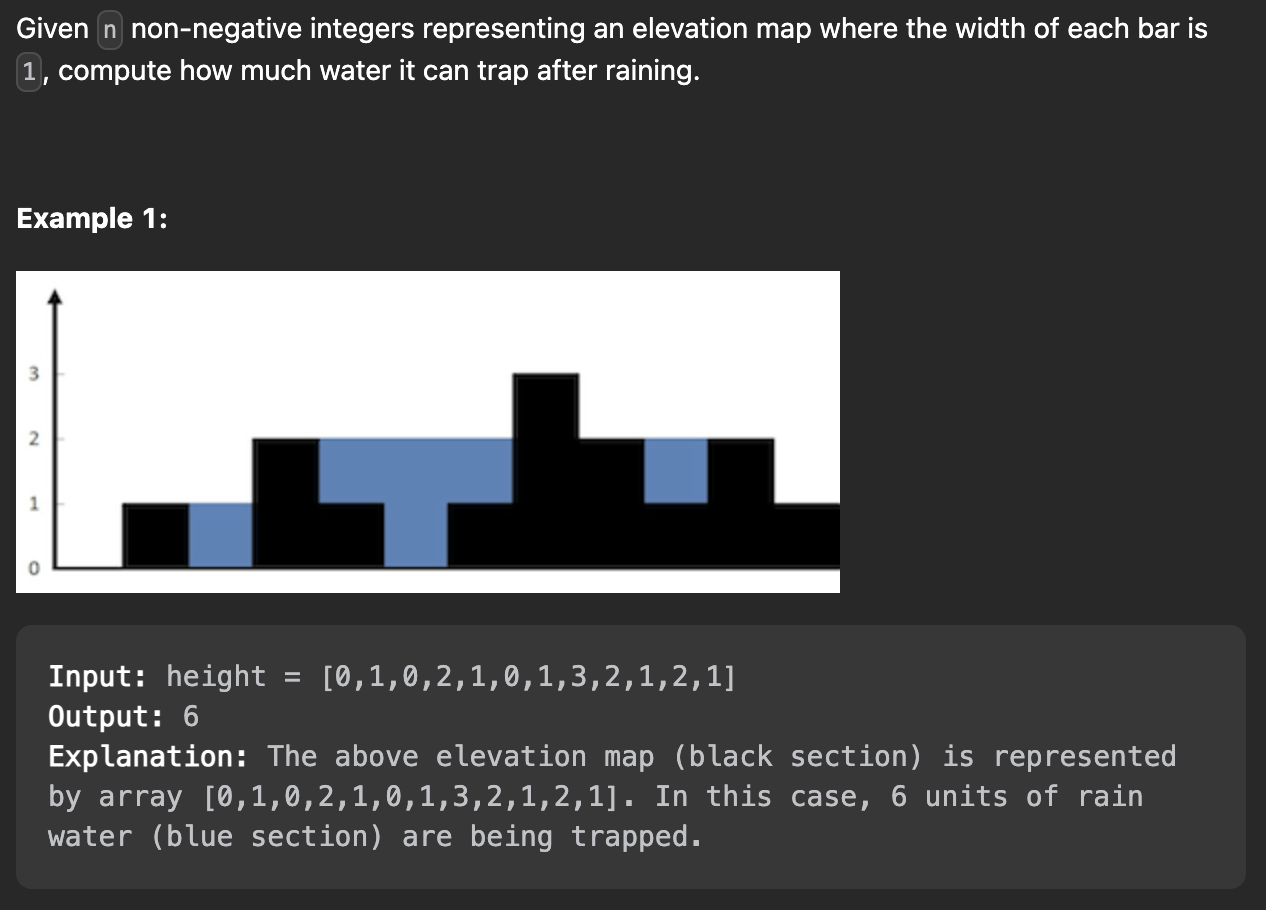 Given n non-negative integers representing an elevation map where the width of each bar is
1, compute how much water it can trap after raining.
Example 1:
3
2
1
0
Input: height = [0,1,0,2,1,0,1,3,2,1,2,1]
Output: 6
Explanation: The above elevation map (black section) is represented
by array [0,1,0,2,1,0,1,3,2,1,2,1]. In this case, 6 units of rain
water (blue section) are being trapped.